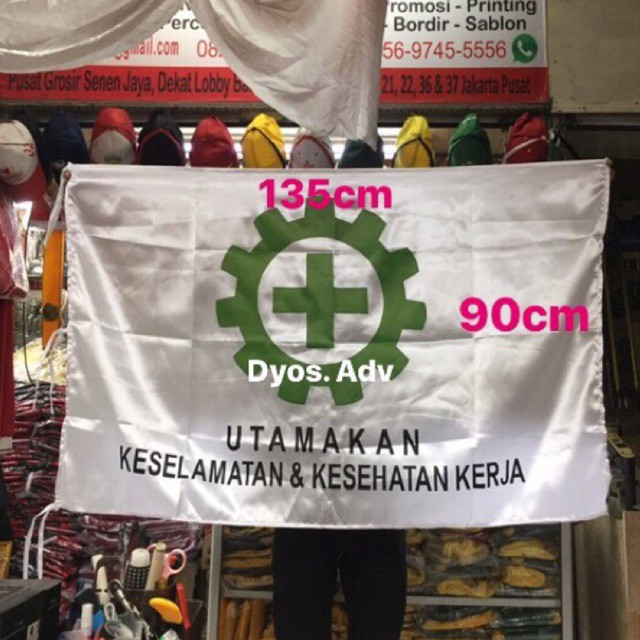 Promosi - Printing
- Bordir - Sablon
56-9745-5556
Pusat Grosir Senen Jaya, Dekat Lobby
21, 22, 36 & 37 Jakarta Pusat
135cm
90cm
Dyos. Adv
UTAMAKAN
KESELAMATAN & KESEHATAN KERJA